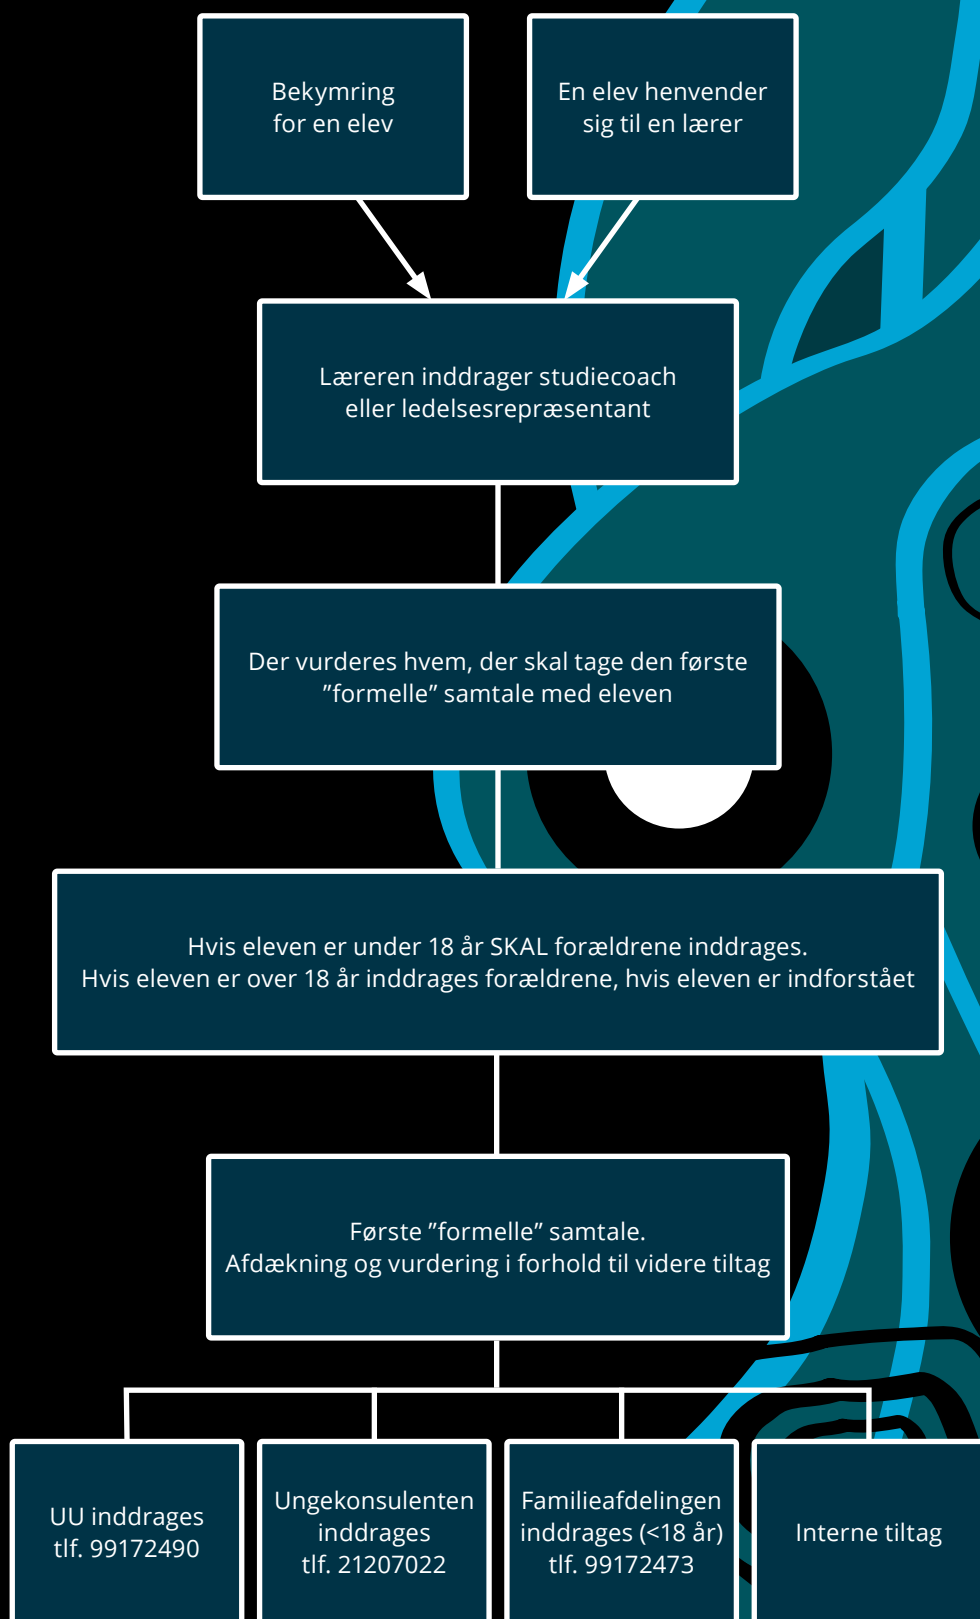 Bekymring
for en elev
En elev henvender
sig til en lærer
Læreren inddrager studiecoach
eller ledelsesrepræsentant
Der vurderes hvem, der skal tage den første
”formelle” samtale med eleven
Hvis eleven er under 18 år SKAL forældrene inddrages.
Hvis eleven er over 18 år inddrages forældrene, hvis eleven er indforstået
Første ”formelle” samtale.
Afdækning og vurdering i forhold til videre tiltag
UU inddrages
tlf. 99172490
Ungekonsulenten
inddrages
tlf. 21207022
Familieafdelingen
inddrages (<18 år)
tlf. 99172473
Interne tiltag